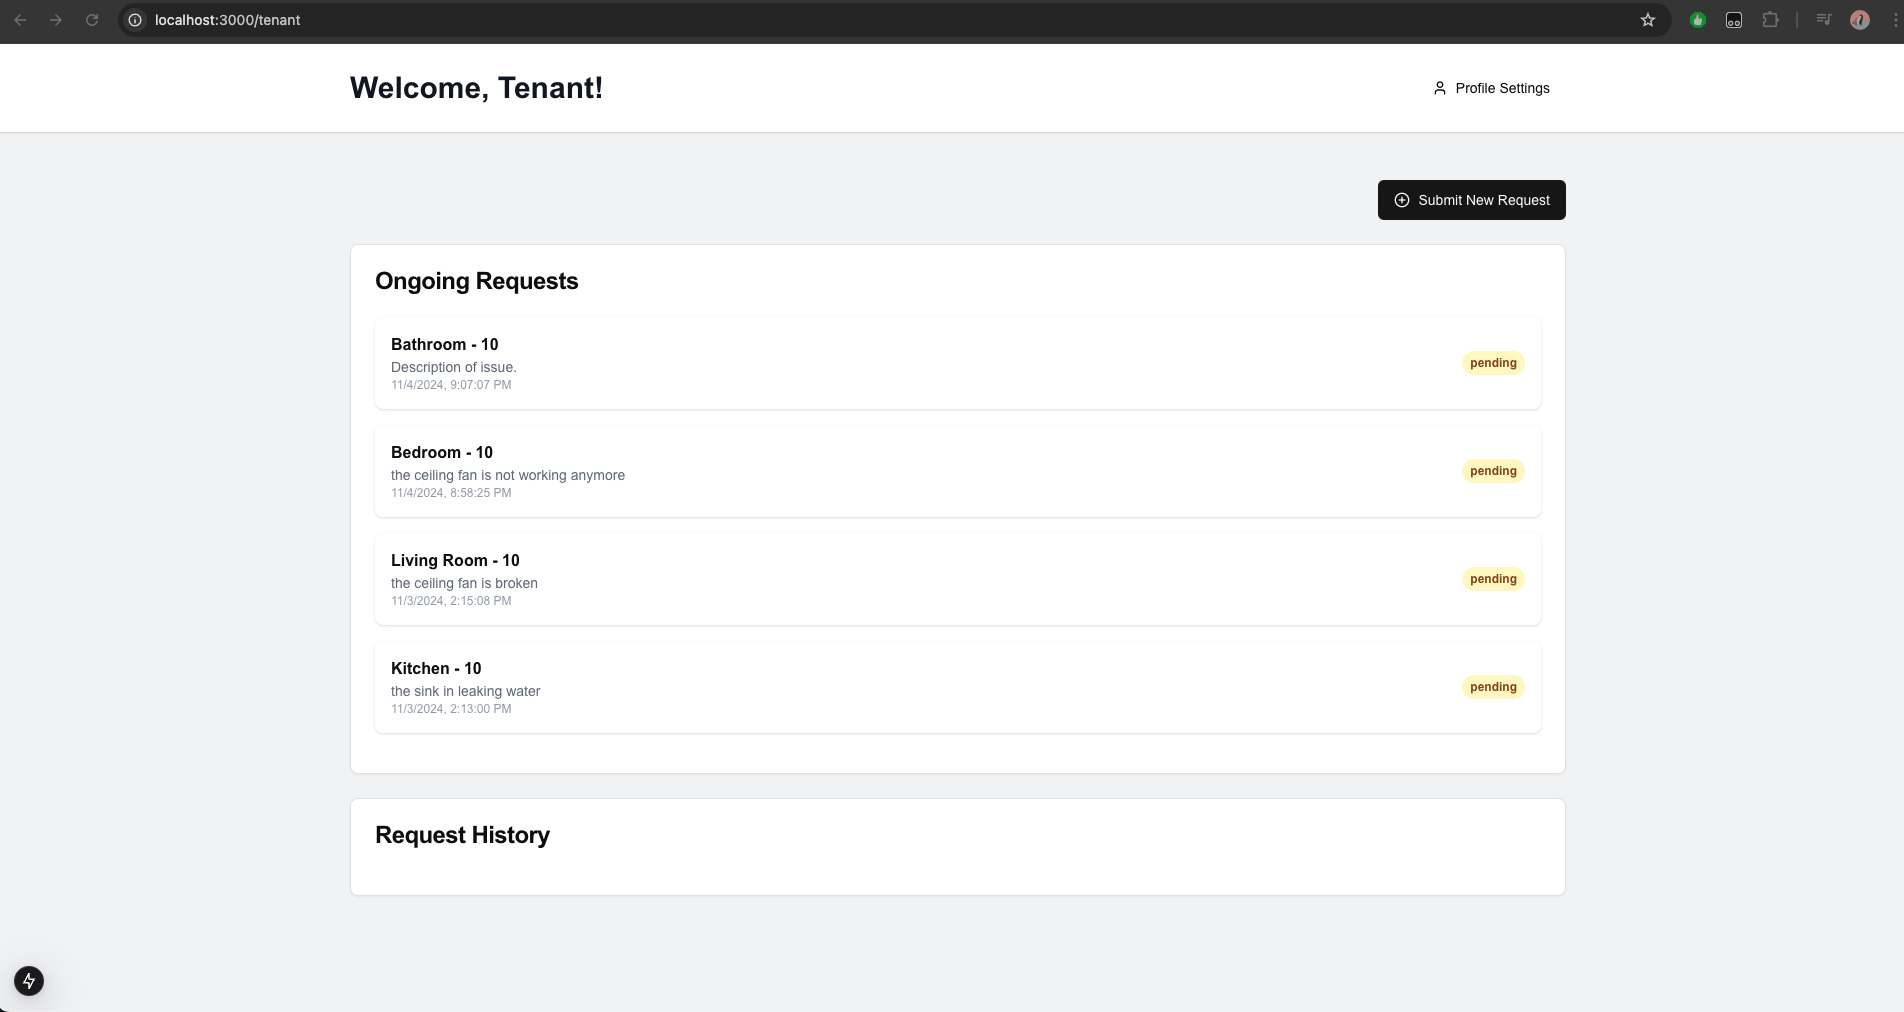 localhost:3000/tenant
Welcome, Tenant!
Profile Settings
Submit New Request
Ongoing Requests
Bathroom - 10
Description of issue.
11/4/2024, 9:07:07 PM
pending
Bedroom - 10
the ceiling fan is not working anymore
11/4/2024, 8:58:25 PM
pending
Living Room - 10
the ceiling fan is broken
11/3/2024, 2:15:08 PM
pending
Kitchen - 10
the sink in leaking water
11/3/2024, 2:13:00 PM
pending
Request History